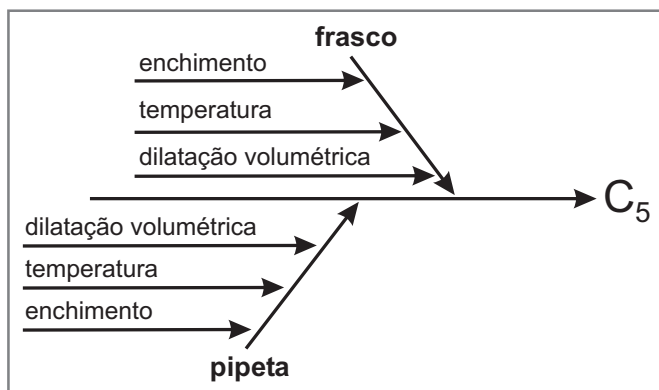 frasco
enchimento
temperatura
dilatação volumétrica
C5
dilatação volumétrica
temperatura
enchimento
pipeta